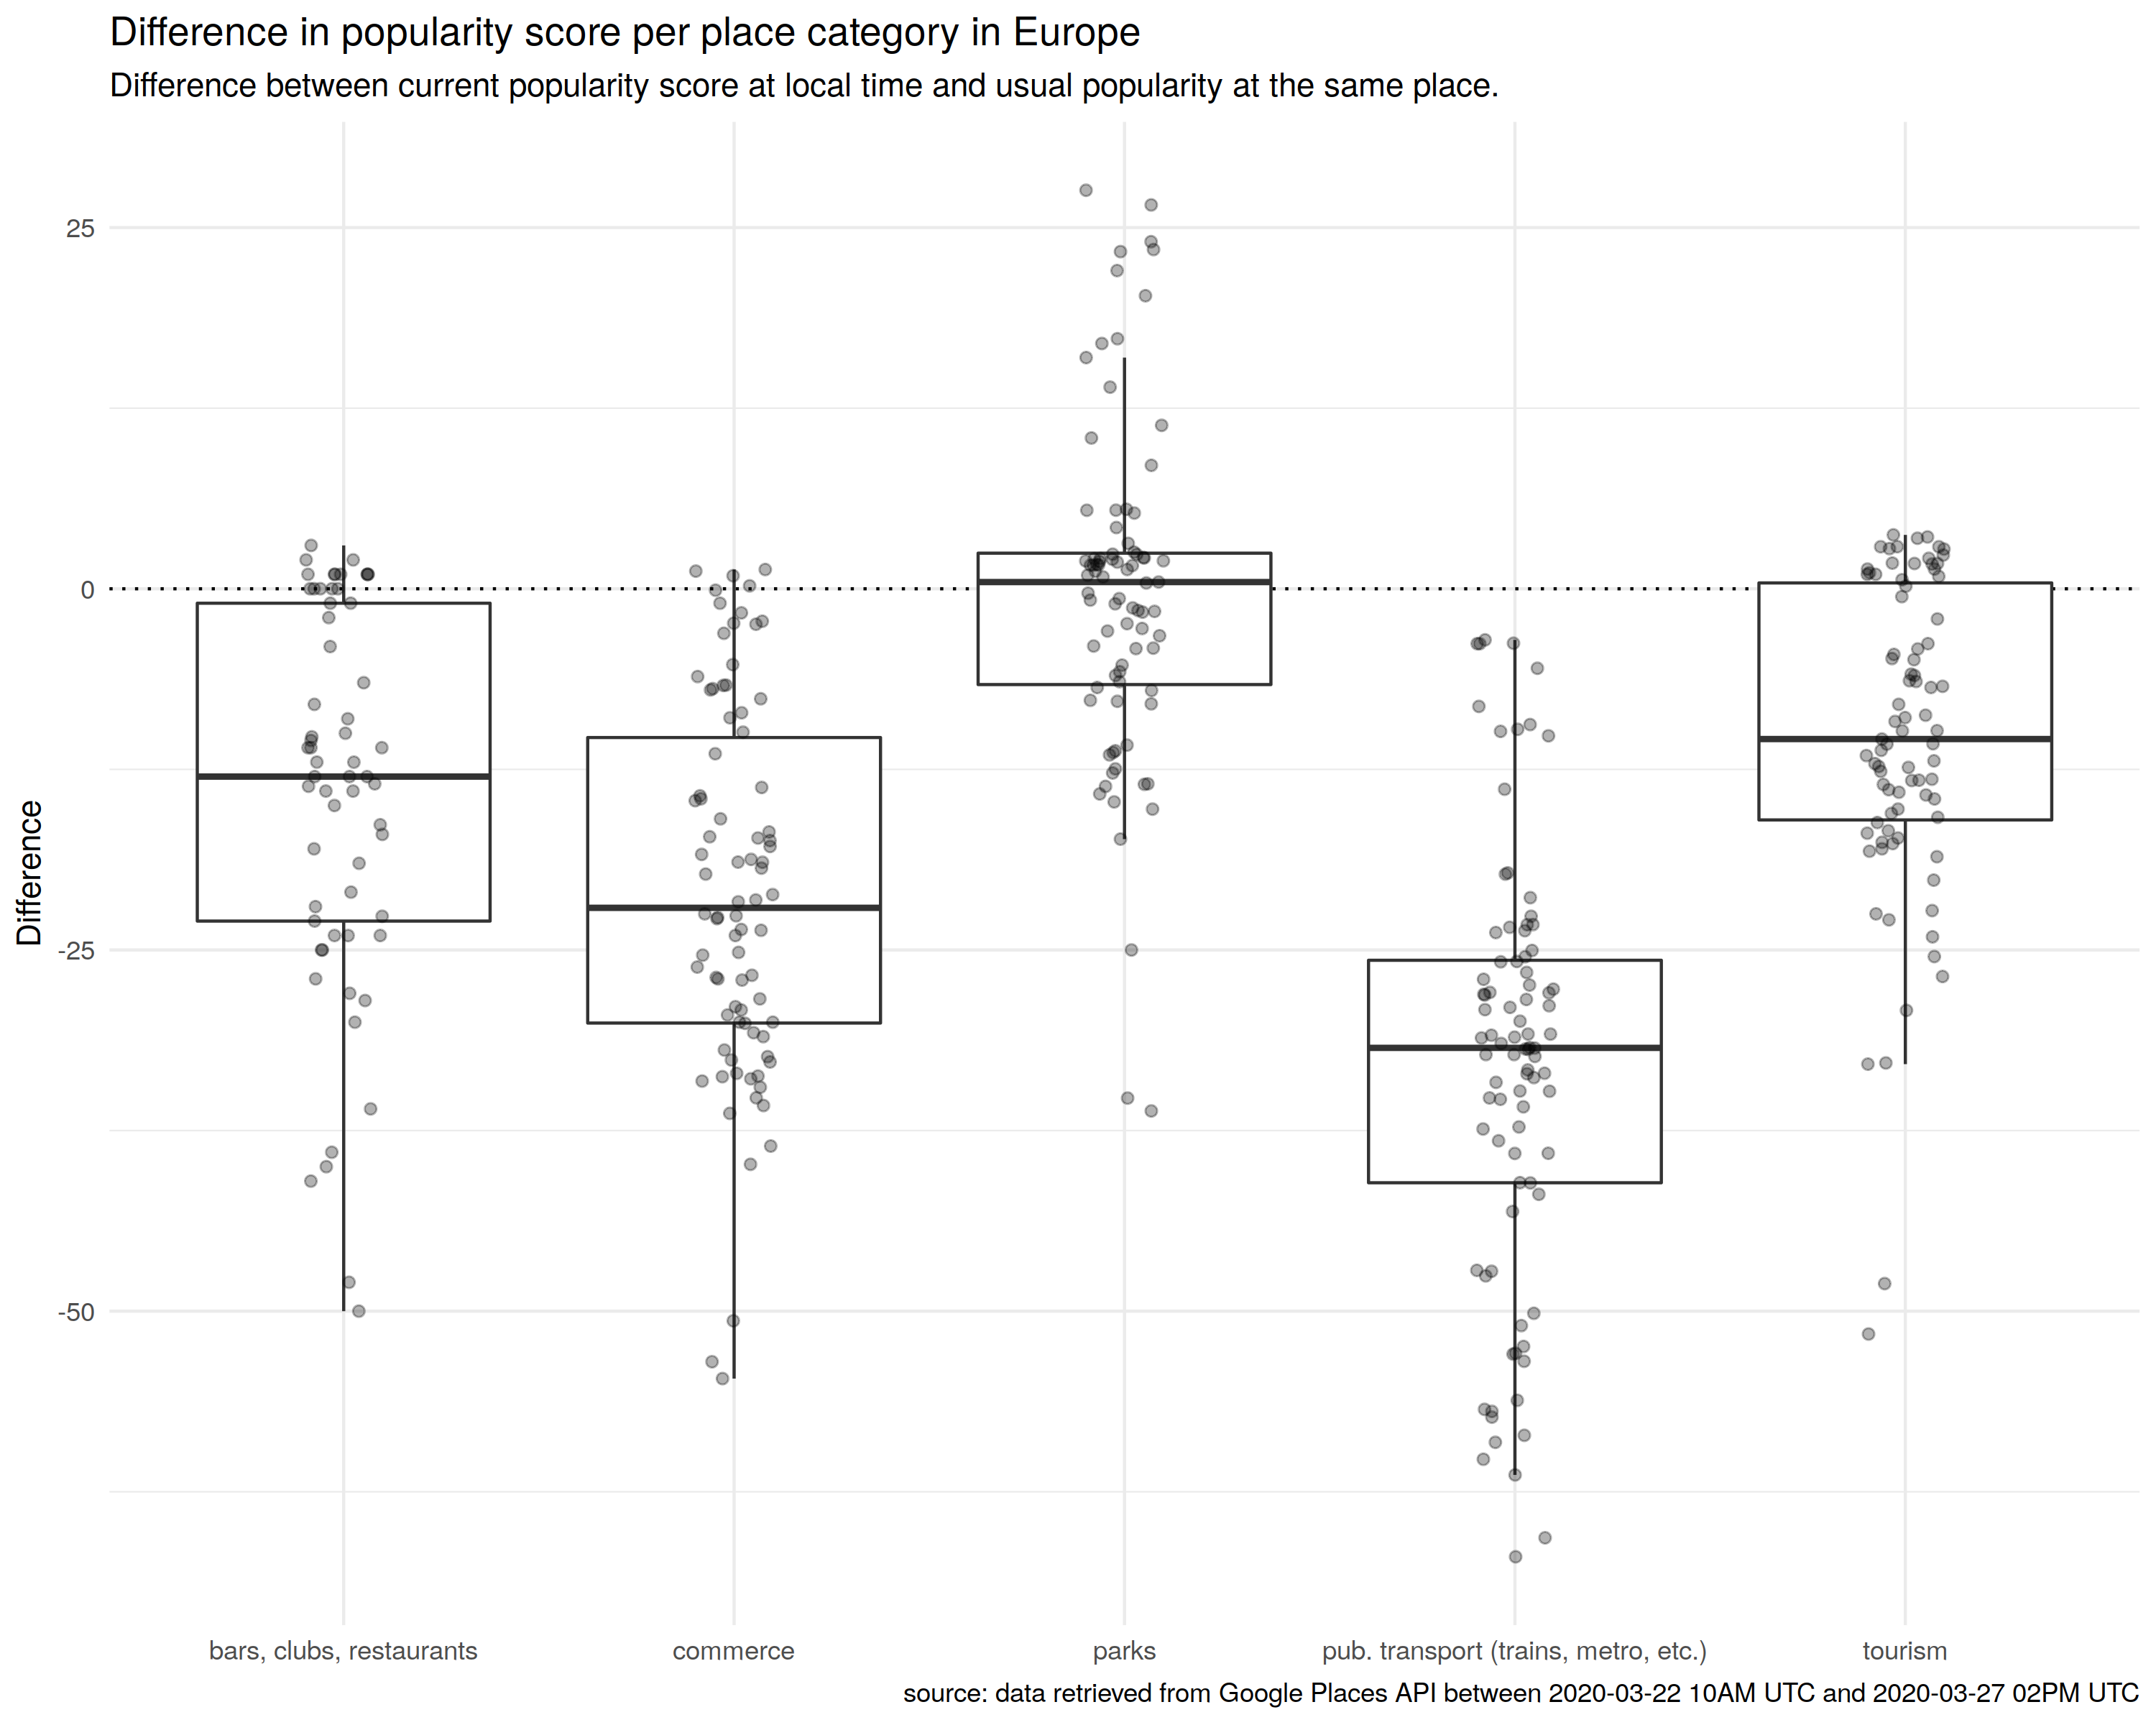 Difference in popularity score per place category in Europe
Difference between current popularity score at local time and usual popularity at the same place.
25
0
-25
-50
Difference
bars, clubs, restaurants
commerce
parks
pub. transport (trains, metro, etc.)
tourism
source: data retrieved from Google Places API between 2020-03-22 10AM UTC and 2020-03-27 02PM UTC